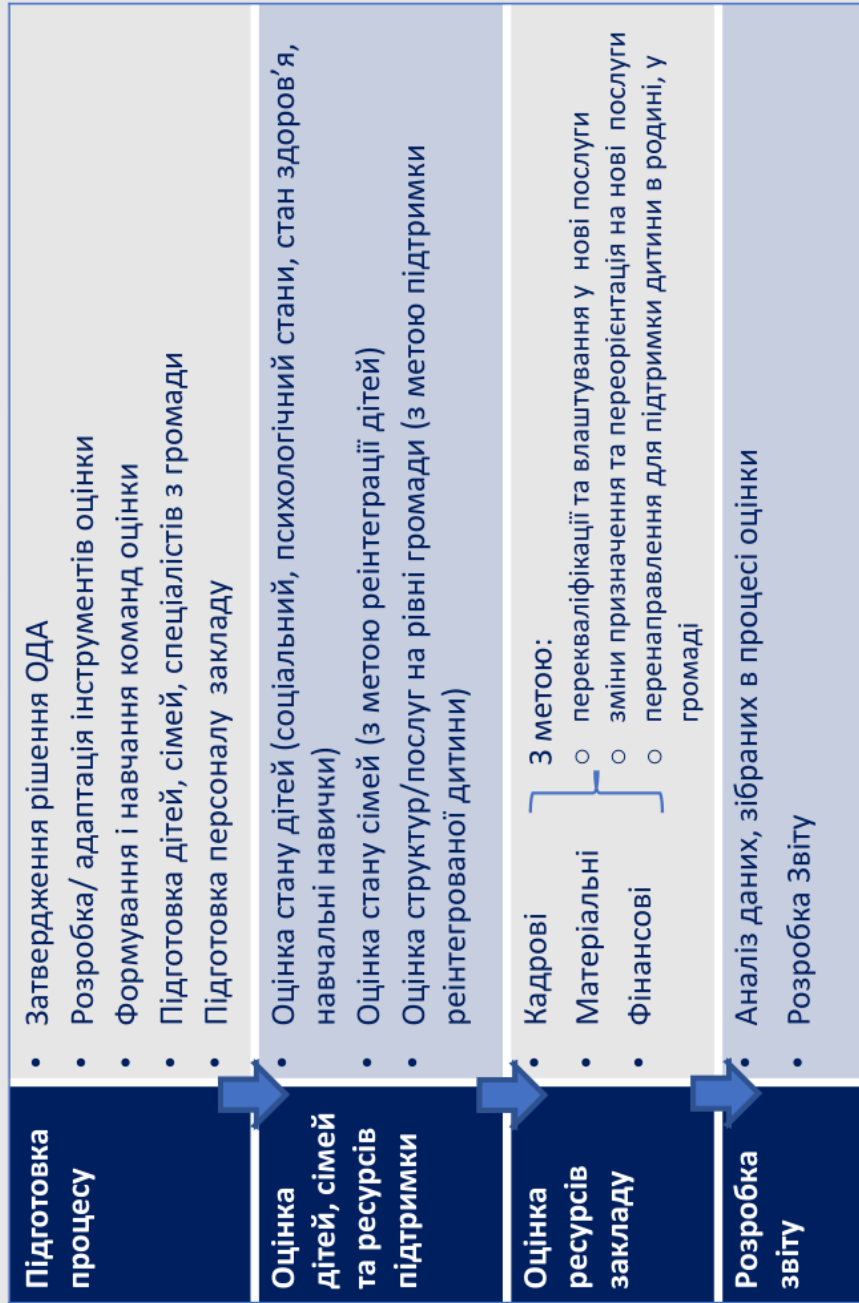 Підготовка
процесу
• Затвердження рішення ОДА
• Розробка/ адаптація інструментів оцінки
• Формування і навчання команд оцінки
• Підготовка дітей, сімей, спеціалістів з громади
• Підготовка персоналу закладу
Оцінка
дітей, сімей
та ресурсів
підтримки
• Оцінка стану дітей (соціальний, психологічний стани, стан здоров’я,
навчальні навички)
• Оцінка стану сімей (з метою реінтеграції дітей)
• Оцінка структур/послуг на рівні громади (з метою підтримки
реінтегрованої дитини)
Оцінка
ресурсів
закладу
• Кадрові
• Матеріальні
• Фінансові
З метою:
○ перекваліфікації та влаштування у нові послуги
○ зміни призначення та переорієнтація на нові послуги
○ перенаправлення для підтримки дитини в родині, у
громаді
Розробка
звіту
• Аналіз даних, зібраних в процесі оцінки
• Розробка Звіту